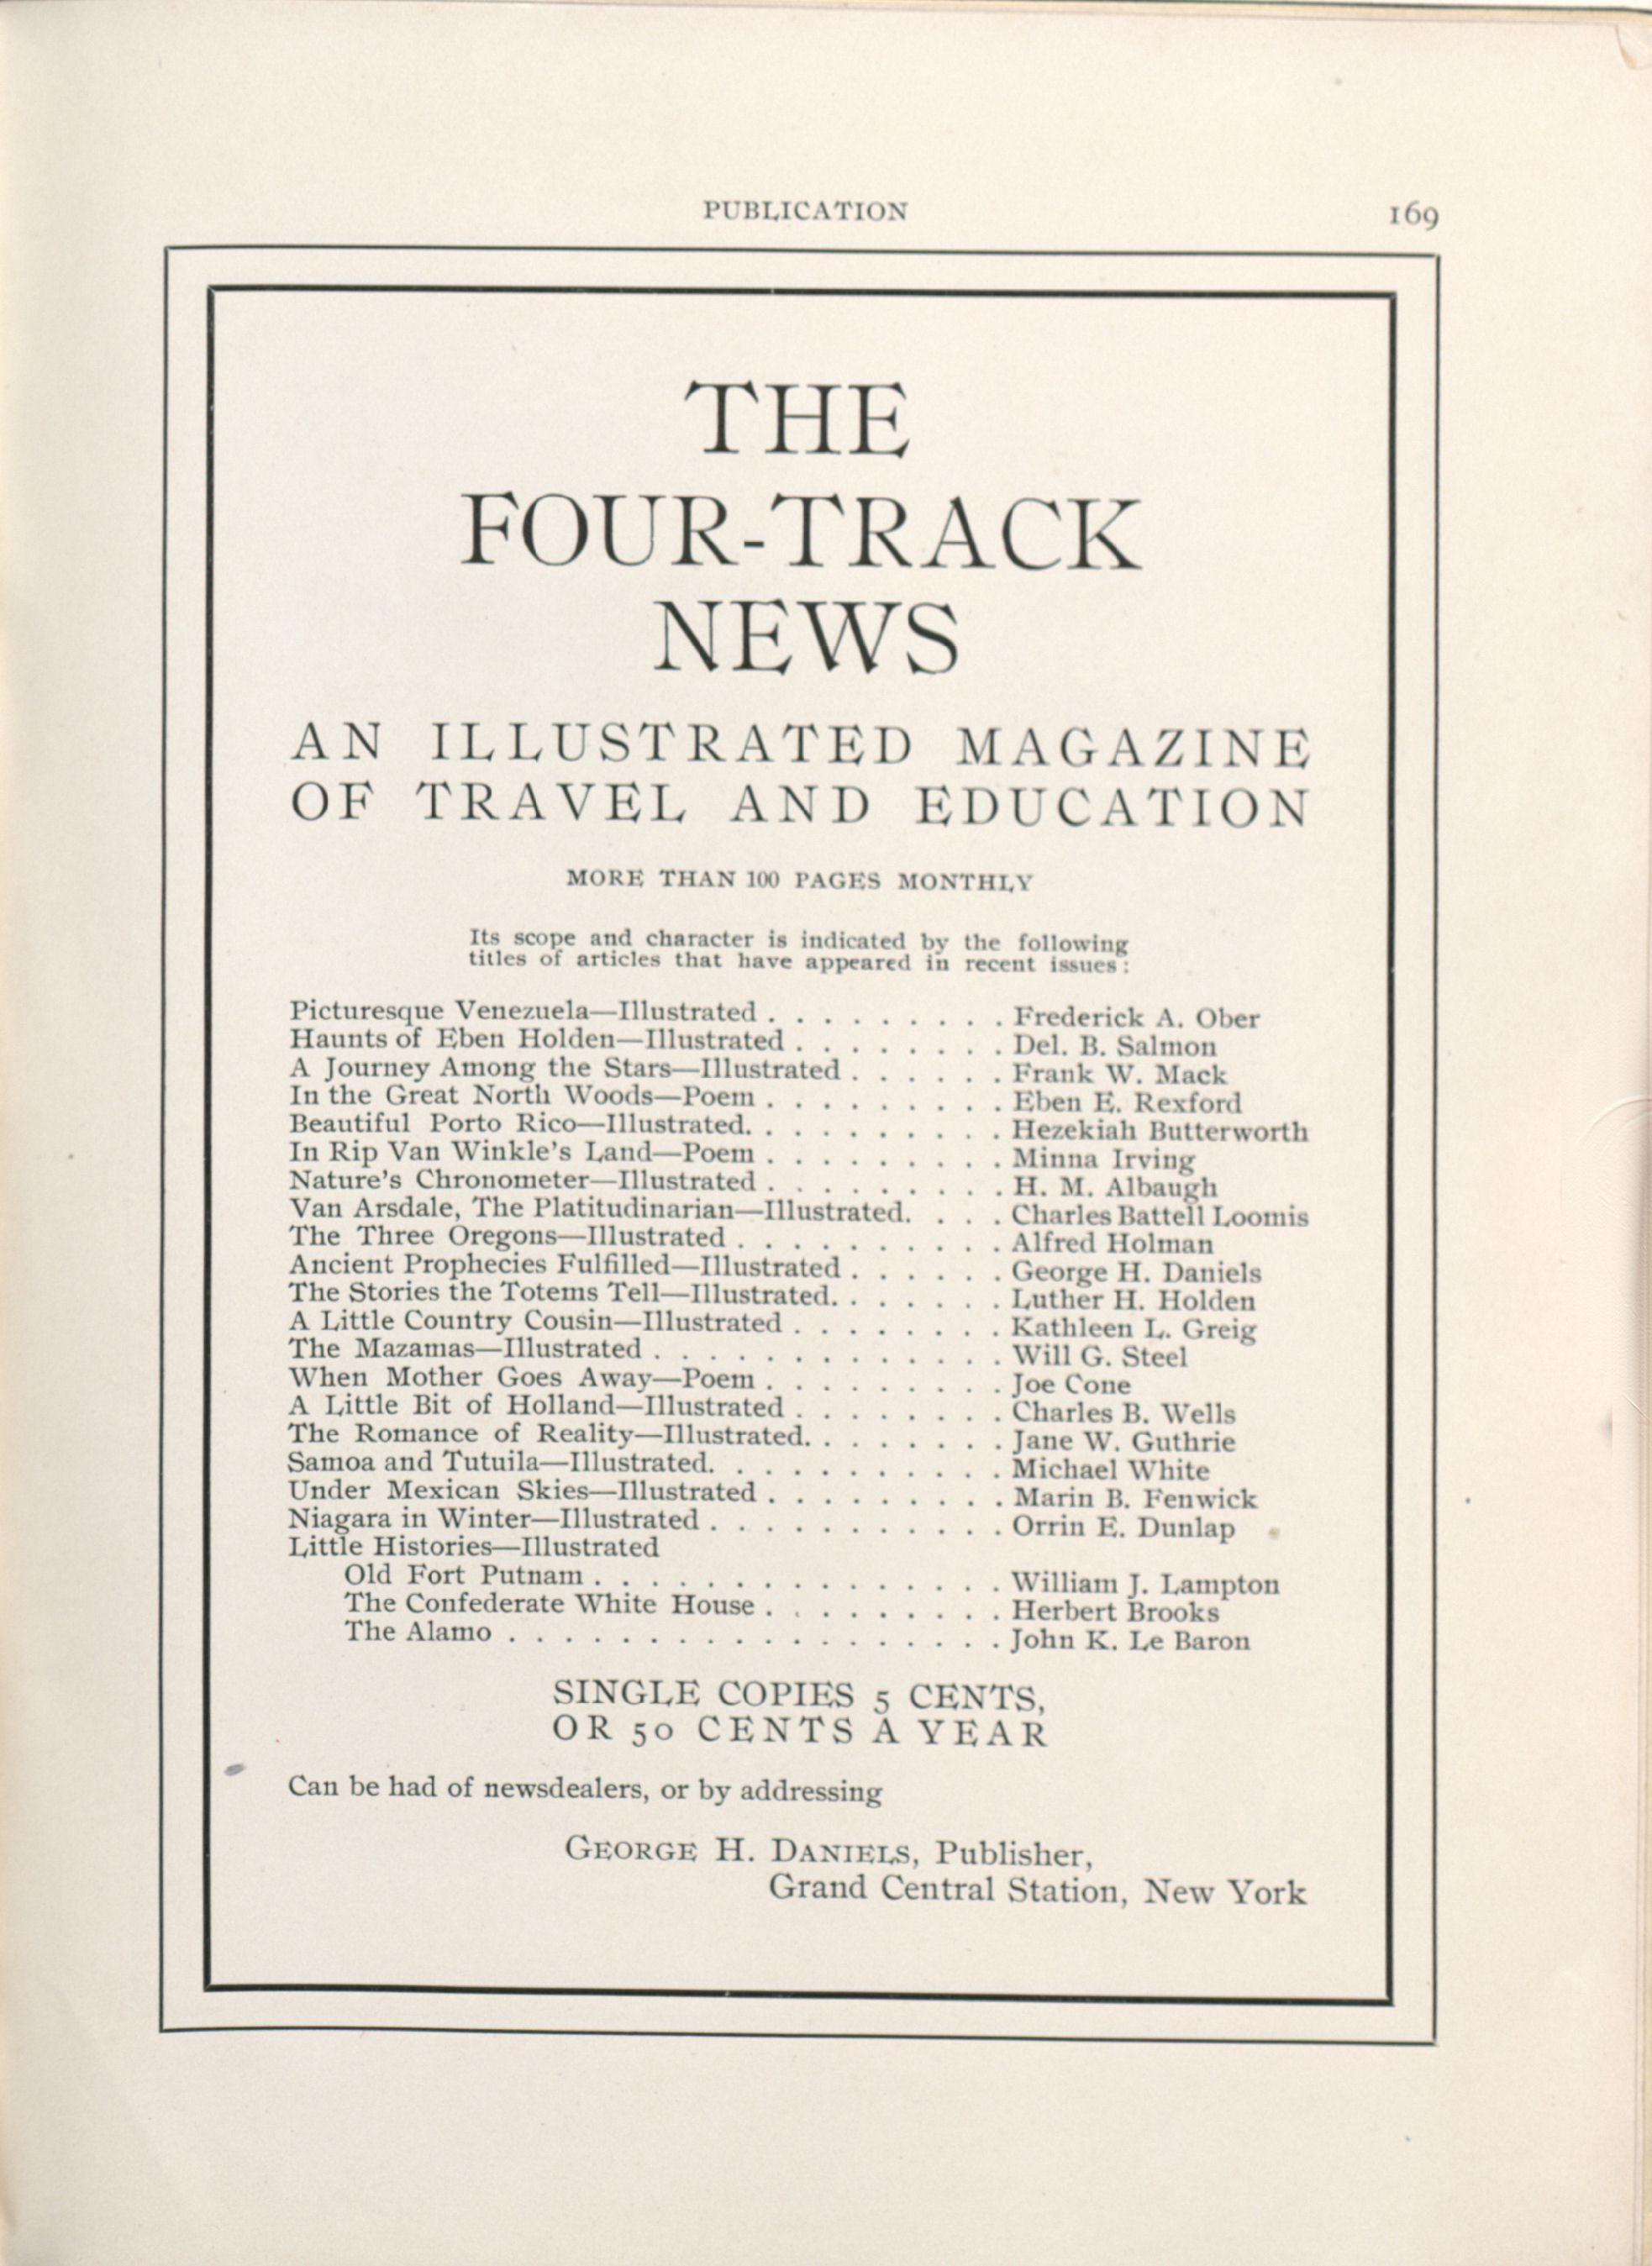 PUBLICATION 169
THE
FOUR-TRACK
NEWS
AN ILLUSTRATED MAGAZINE
OF TRAVEL AND EDUCATION
MORE THAN 100 PAGES MONTHLY
Its scope and character is indicated by the following
titles of articles that have appeared in recent issues:
Picturesque Venezuela—Illustrated . . . . . . . . . Frederick A. Ober
Haunts of Eben Holden—Illustrated . . . . . . . . Del. B. Salmon
A Journey Among the Stars—Illustrated . . . . . . Frank W. Mack
In the Great North Woods—Poem . . . . . . . . . Eben E. Rexford
Beautiful Porto Rico—Illustrated. . . . . . . . . . Hezekiah Butterworth
In Rip Van Winkle's Land—Poem . . . . . . . . . Minna Irving
Nature's Chronometer—Illustrated . . . . . . . . . H. M. Albaugh
Van Arsdale, The Platitudinarian—Illustrated. . . . Charles Battell Loomis
The Three Oregons—Illustrated . . . . . . . . . . Alfred Holman
Ancient Prophecies Fulfilled—Illustrated . . . . . . George H. Daniels
The Stories the Totems Tell—Illustrated. . . . . . . Luther H. Holden
A Little Country Cousin—Illustrated . . . . . . . . Kathleen L. Greig
The Mazamas—Illustrated . . . . . . . . . . . . . Will G. Steel
When Mother Goes Away—Poem . . . . . . . . . Joe Cone
A Little Bit of Holland—Illustrated . . . . . . . . Charles B. Wells
The Romance of Reality—Illustrated. . . . . . . . Jane W. Guthrie
Samoa and Tutuila—Illustrated. . . . . . . . . . . Michael White
Under Mexican Skies—Illustrated . . . . . . . . . Marin B. Fenwick
Niagara in Winter—Illustrated . . . . . . . . . . . Orrin E. Dunlap
Little Histories—Illustrated
Old Fort Putnam . . . . . . . . . . . . . . . William J. Lampton
The Confederate White House . . . . . . . . . Herbert Brooks
The Alamo . . . . . . . . . . . . . . . . . . John K. Le Baron
SINGLE COPIES 5 CENTS,
OR 50 CENTS A YEAR
Can be had of newsdealers, or by addressing
GEORGE H. DANIELS, Publisher,
Grand Central Station, New York